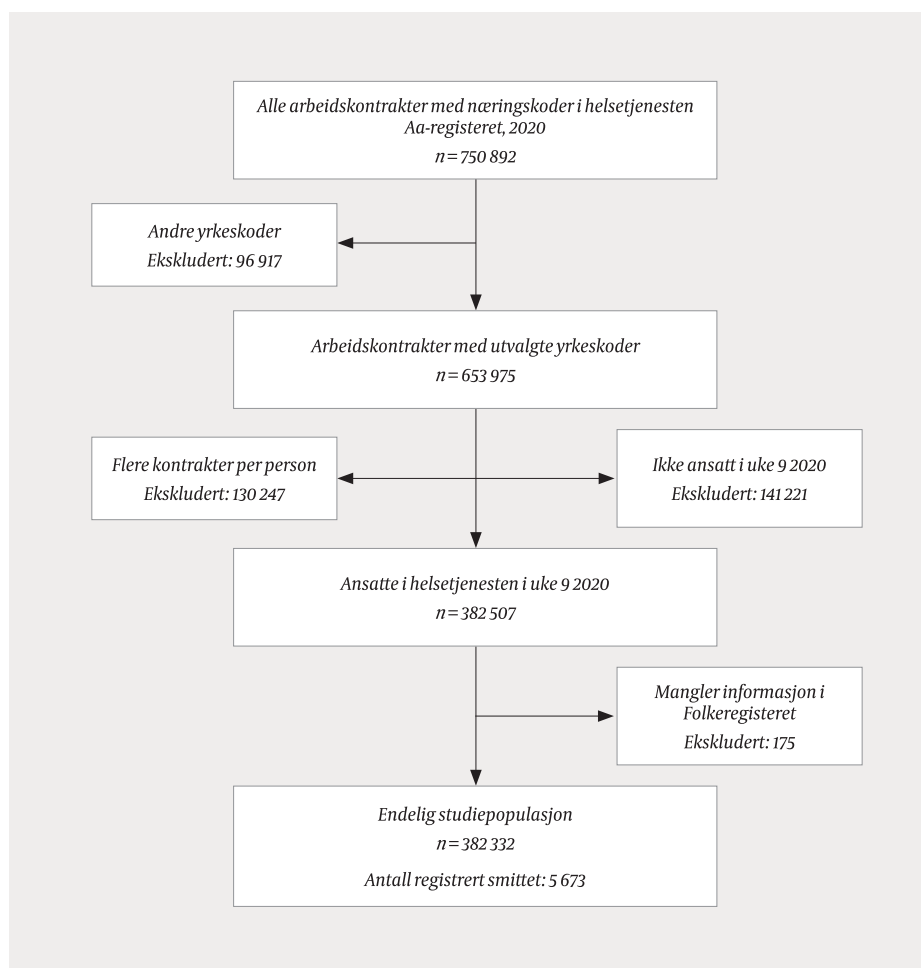 Alle arbeidskontrakter med næringskoder i helsetjenesten
Aa-registeret, 2020
n = 750 892
Andre yrkeskoder
Ekskludert: 96 917
Arbeidskontrakter med utvalgte yrkeskoder
n = 653 975
Flere kontrakter per person
Ekskludert: 130 247
Ikke ansatt i uke 9 2020
Ekskludert: 141 221
Ansatte i helsetjenesten i uke 9 2020
n = 382 507
Mangler informasjon i
Folkeregisteret
Ekskludert: 175
Endelig studiepopulasjon
n = 382 332
Antall registrert smittet: 5 673